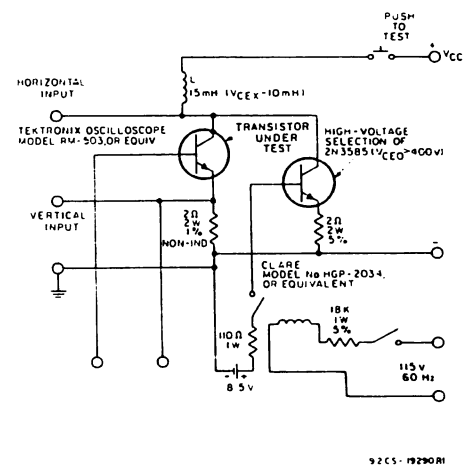 PUSH
TO
TEST
+
VCC
L
15mH (VCEX-10mH)
HORIZONTAL
INPUT
TEKTRONIX OSCILLOSCOPE
MODEL RM-503,OR EQUIV
TRANSISTOR
UNDER
TEST
HIGH-VOLTAGE
SELECTION OF
2N3585(VCEO>400V)
VERTICAL
INPUT
2Ω
2W
1%
NON-IND
2Ω
2W
5%
-
CLARE
MODEL No HGP-2034,
OR EQUIVALENT
110Ω
1W
18K
1W
5%
115V
60 Hz
- +
8.5V
92CS-19290R1